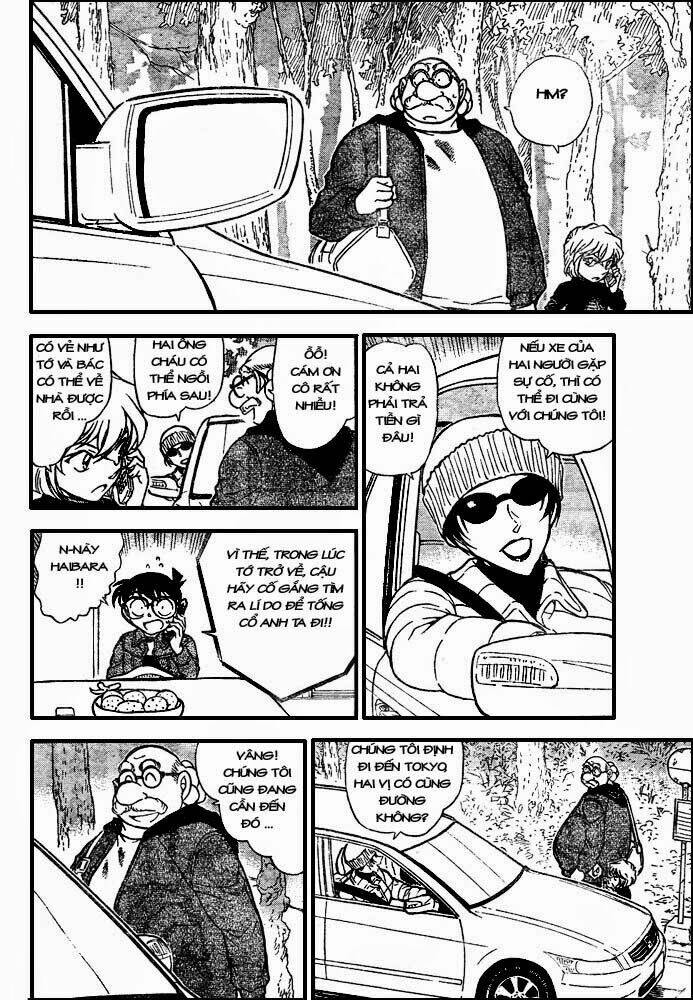 HM?
NẾU XE CỦA
HAI NGƯỜI GẶP
SỰ CỐ, THÌ CÓ
THỂ ĐI CÙNG
VỚI CHÚNG TÔI!
CẢ HAI
KHÔNG
PHẢI TRẢ
TIỀN GÌ
ĐÂU!
ỒỒ!
CÁM ƠN
CÔ RẤT
NHIỀU!
HAI ÔNG
CHÁU CÓ
THỂ NGỒI
PHÍA SAU!
CÓ VẺ NHƯ
TỚ VÀ BÁC
CÓ THỂ VỀ
NHÀ ĐƯỢC
RỒI ...
VÌ THẾ, TRONG LÚC
TỚ TRỞ VỀ, CẬU
HÃY CỐ GẮNG TÌM
RA LÍ DO ĐỂ TỐNG
CỔ ANH TA ĐI!!
N-NÀY
HAIBARA
!!
CHÚNG TÔI ĐỊNH
ĐI ĐẾN TOKYO,
HAI VỊ CÓ CÙNG
ĐƯỜNG
KHÔNG?
VÂNG!
CHÚNG TÔI
CŨNG ĐANG
CẦN ĐẾN
ĐÓ ...